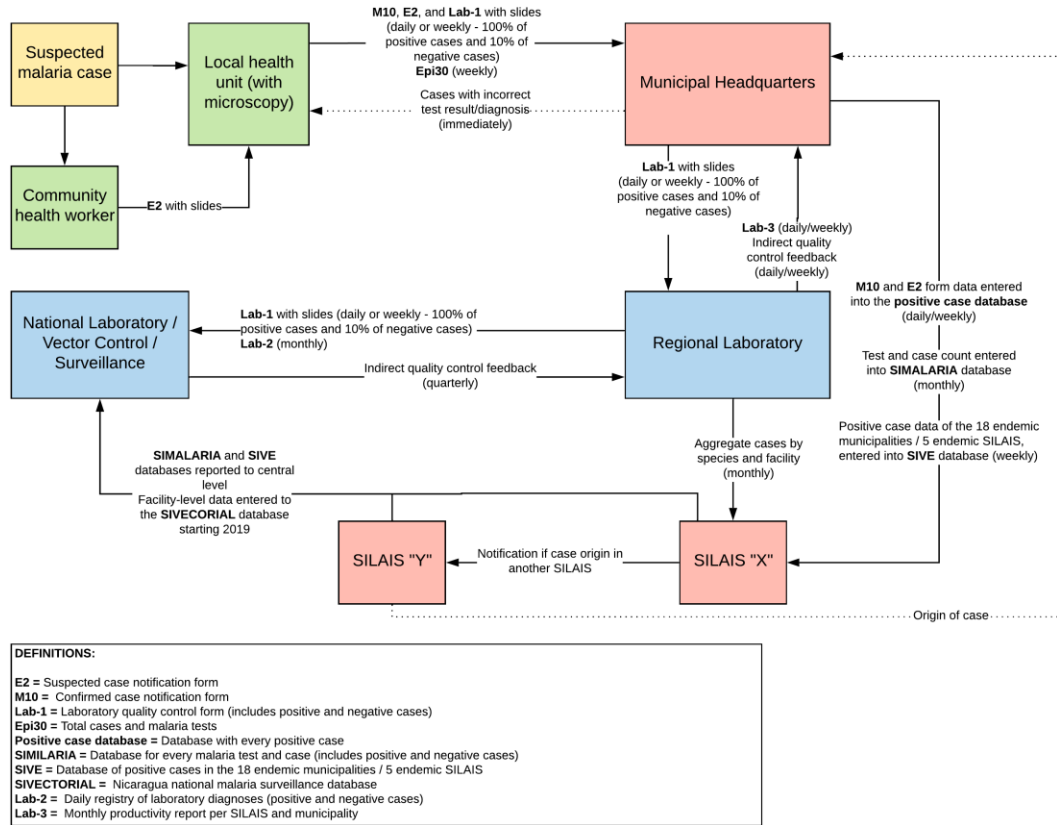 Suspected
malaria case
Local health
unit (with
microscopy)
M10, E2, and Lab-1 with slides
(daily or weekly - 100% of
positive cases and 10% of
negative cases)
Epi30 (weekly)
Municipal Headquarters
Cases with incorrect
test result/diagnosis
(immediately)
Community
health worker
E2 with slides
Lab-1 with slides
(daily or weekly - 100% of
positive cases and 10% of
negative cases)
Lab-3 (daily/weekly)
Indirect quality
control feedback
(daily/weekly)
M10 and E2 form data entered
into the positive case database
(daily/weekly)
Test and case count entered
into SIMALARIA database
(monthly)
Positive case data of the 18 endemic
municipalities / 5 endemic SILAIS,
entered into SIVE database (weekly)
National Laboratory /
Vector Control /
Surveillance
Lab-1 with slides (daily or weekly - 100% of
positive cases and 10% of negative cases)
Lab-2 (monthly)
Regional Laboratory
Indirect quality control feedback
(quarterly)
Aggregate cases by
species and facility
(monthly)
SIMALARIA and SIVE
databases reported to central
level
Facility-level data entered to
the SIVECORIAL database
starting 2019
SILAIS "Y"
Notification if case origin in
another SILAIS
SILAIS "X"
Origin of case
DEFINITIONS:
E2 = Suspected case notification form
M10 = Confirmed case notification form
Lab-1 = Laboratory quality control form (includes positive and negative cases)
Epi30 = Total cases and malaria tests
Positive case database = Database with every positive case
SIMILARIA = Database for every malaria test and case (includes positive and negative cases)
SIVE = Database of positive cases in the 18 endemic municipalities / 5 endemic SILAIS
SIVECTORIAL = Nicaragua national malaria surveillance database
Lab-2 = Daily registry of laboratory diagnoses (positive and negative cases)
Lab-3 = Monthly productivity report per SILAIS and municipality